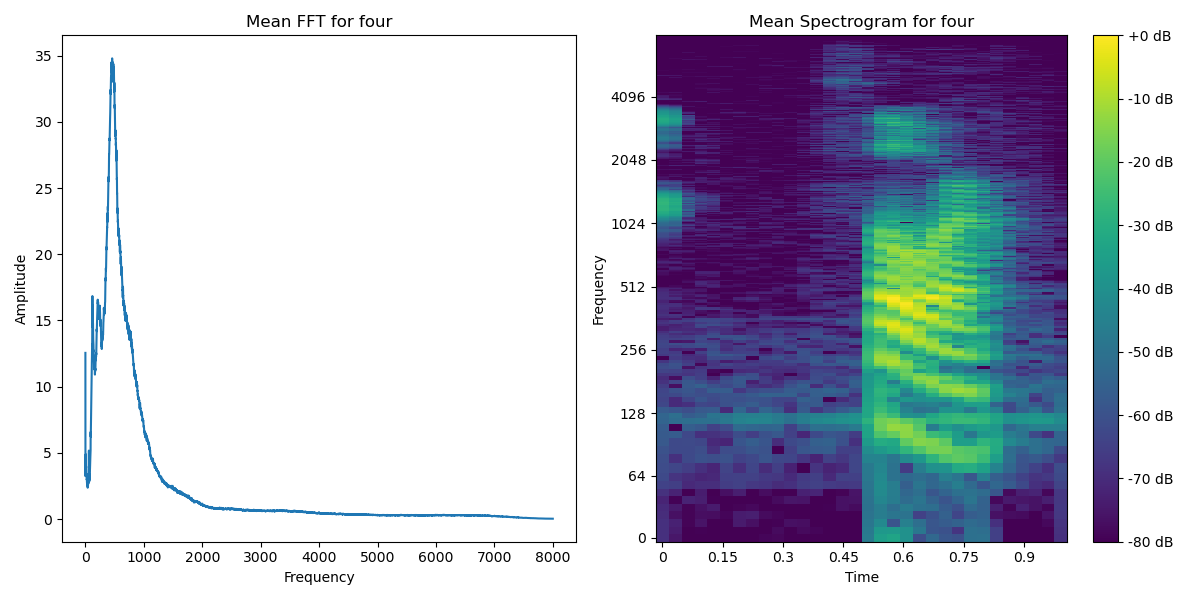 Mean FFT for four
Amplitude
35
30
25
20
15
10
5
0
0 1000 2000 3000 4000 5000 6000 7000 8000
Frequency
Mean Spectrogram for four
Frequency
4096
2048
1024
512
256
128
64
0
0 0.15 0.3 0.45 0.6 0.75 0.9
Time
+0 dB
-10 dB
-20 dB
-30 dB
-40 dB
-50 dB
-60 dB
-70 dB
-80 dB